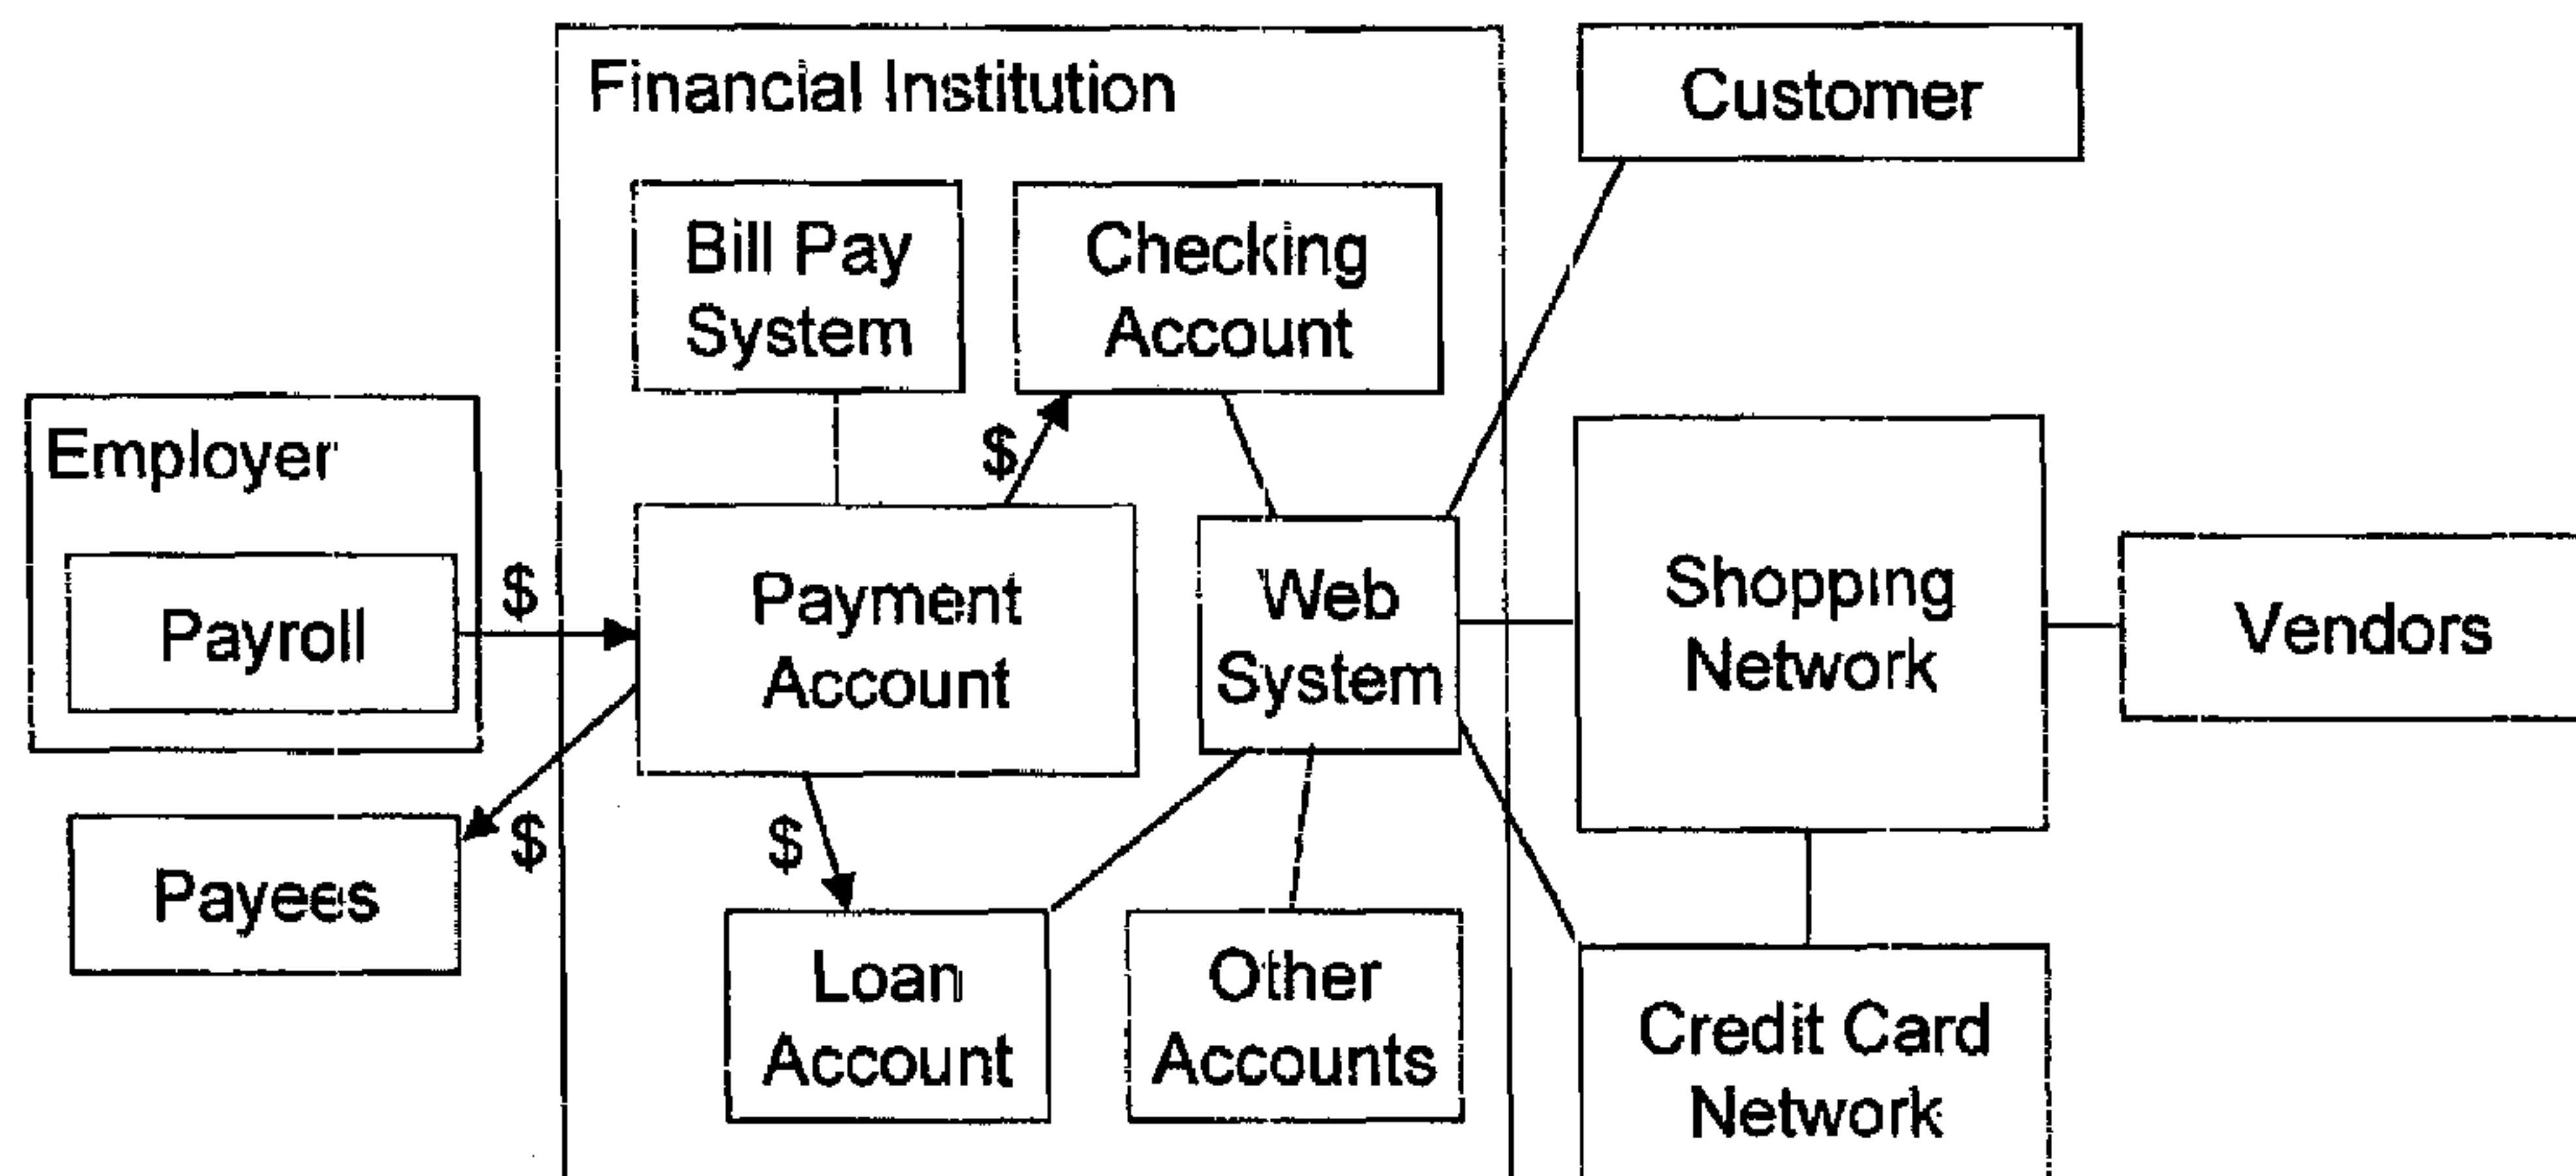 Financial Institution
Customer
Bill Pay
System
Checking
Account
Employer
$
Payroll
$
Payment
Account
Web
System
Shopping
Network
Vendors
Payees
$
$
Loan
Account
Other
Accounts
Credit Card
Network